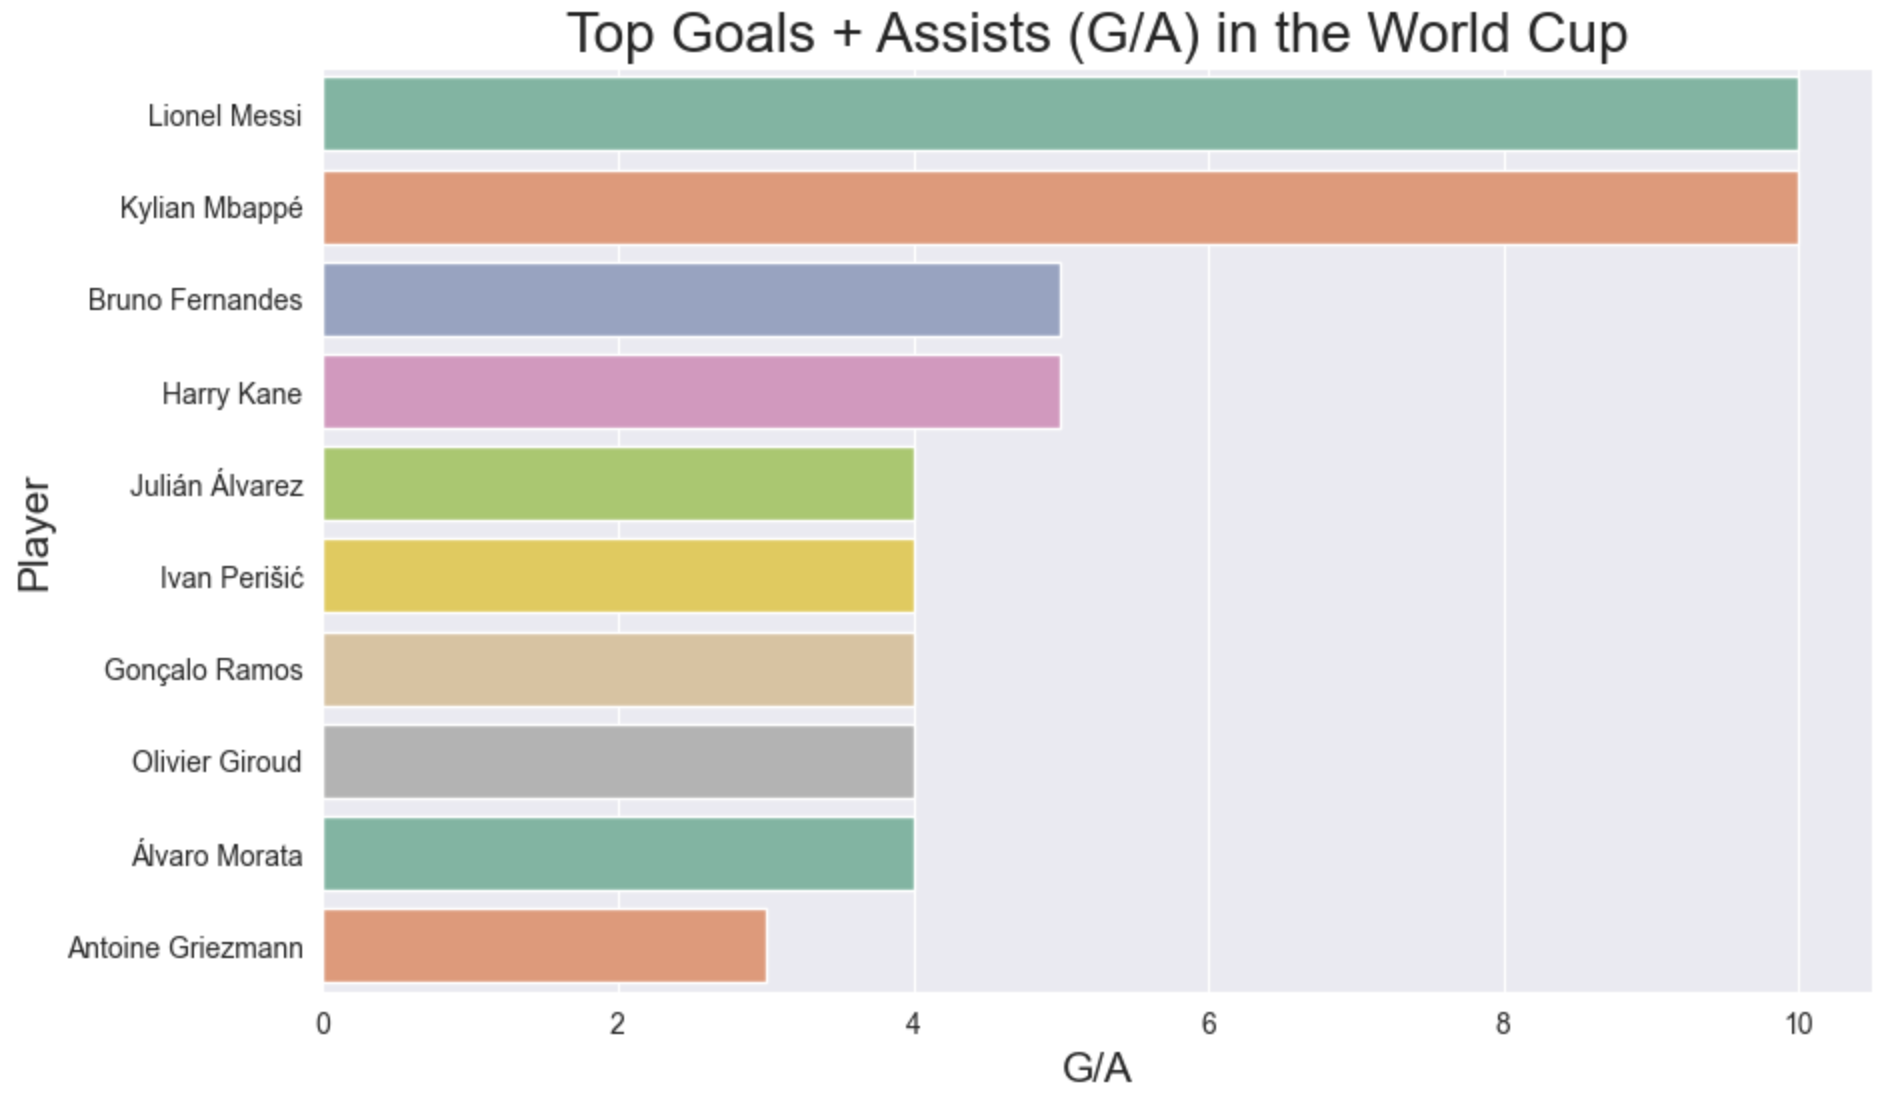 Top Goals + Assists (G/A) in the World Cup
Player
Lionel Messi
Kylian Mbappé
Bruno Fernandes
Harry Kane
Julián Álvarez
Ivan Perišić
Gonçalo Ramos
Olivier Giroud
Álvaro Morata
Antoine Griezmann
0 2 4 6 8 10
G/A